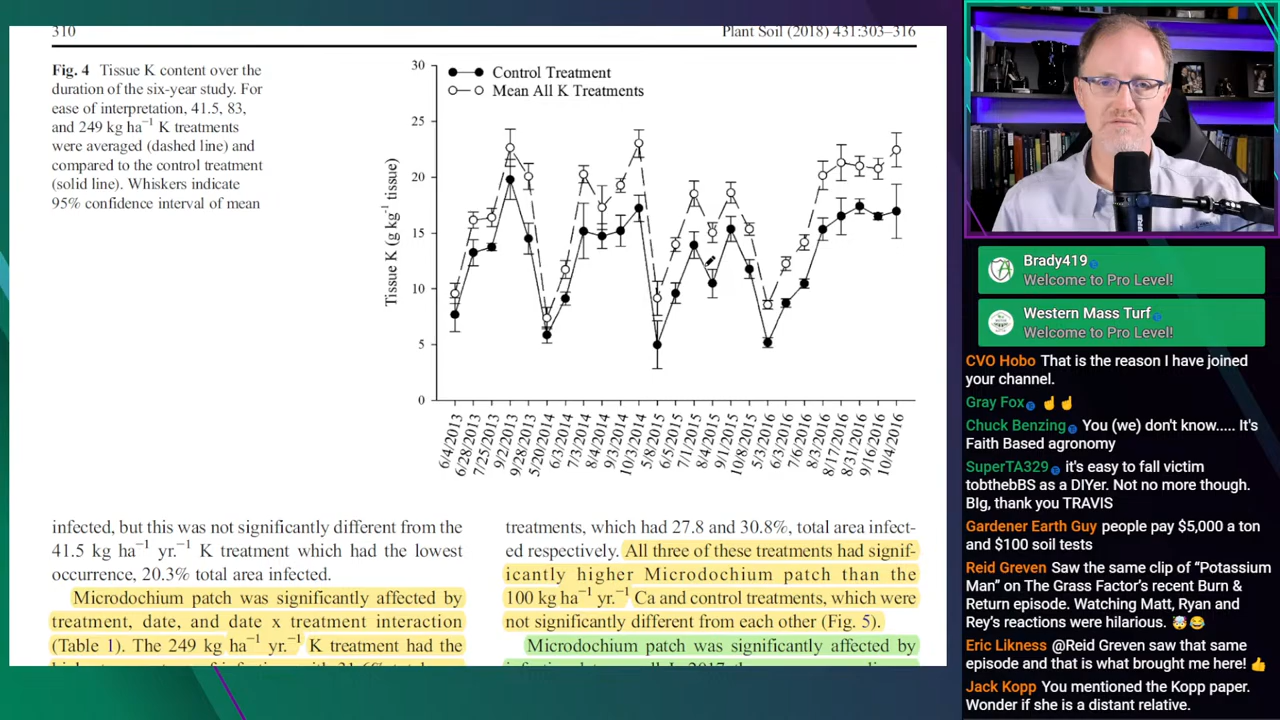 310
Plant Soil (2018) 431:303–316
Fig. 4 Tissue K content over the
duration of the six-year study. For
ease of interpretation, 41.5, 83,
and 249 kg ha−1 K treatments
were averaged (dashed line) and
compared to the control treatment
(solid line). Whiskers indicate
95% confidence interval of mean
Control Treatment
Mean All K Treatments
Tissue K (g kg-1 tissue)
30
25
20
15
10
5
0
6/4/2013
6/28/2013
7/25/2013
9/2/2013
9/28/2013
5/20/2014
6/3/2014
7/3/2014
8/4/2014
9/3/2014
10/3/2014
5/8/2015
6/5/2015
7/1/2015
8/4/2015
9/1/2015
10/8/2015
5/3/2016
6/3/2016
7/6/2016
8/3/2016
8/17/2016
8/31/2016
9/16/2016
10/4/2016
infected, but this was not significantly different from the
41.5 kg ha−1 yr.−1 K treatment which had the lowest
occurrence, 20.3% total area infected.
Microdochium patch was significantly affected by
treatment, date, and date x treatment interaction
(Table 1). The 249 kg ha−1 yr.−1 K treatment had the
treatments, which had 27.8 and 30.8%, total area infect-
ed respectively. All three of these treatments had signif-
icantly higher Microdochium patch than the
100 kg ha−1 yr.−1 Ca and control treatments, which were
not significantly different from each other (Fig. 5).
Microdochium patch was significantly affected by
Brady419
Welcome to Pro Level!
Western Mass Turf
Welcome to Pro Level!
CVO Hobo That is the reason I have joined
your channel.
Gray Fox ☝️☝️
Chuck Benzing You (we) don't know..... It's
Faith Based agronomy
SuperTA329 it's easy to fall victim
tobthebBS as a DIYer. Not no more though.
BIg, thank you TRAVIS
Gardener Earth Guy people pay $5,000 a ton
and $100 soil tests
Reid Greven Saw the same clip of “Potassium
Man” on The Grass Factor's recent Burn &
Return episode. Watching Matt, Ryan and
Rey's reactions were hilarious. 🤯😂
Eric Likness @Reid Greven saw that same
episode and that is what brought me here! 👍
Jack Kopp You mentioned the Kopp paper.
Wonder if she is a distant relative.